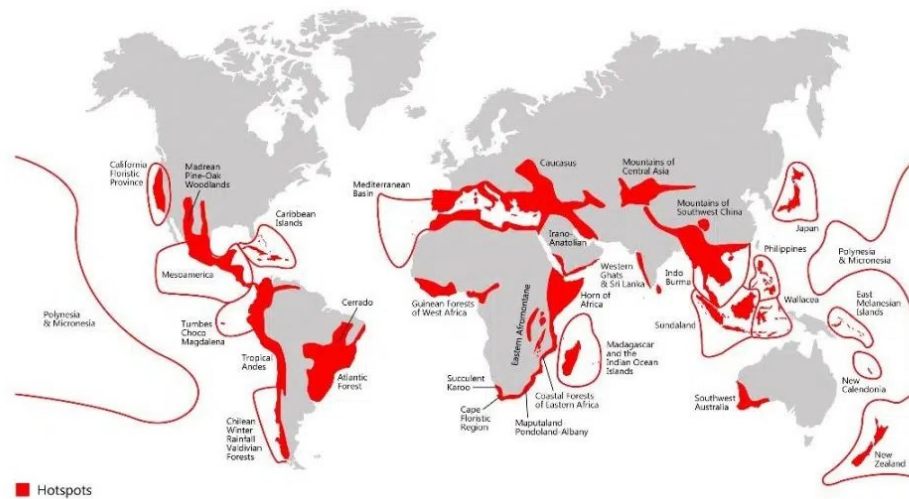 California
Floristic
Province
Madrean
Pine-Oak
Woodlands
Caribbean
Islands
Mesoamerica
Polynesia
& Micronesia
Tumbes
Choco
Magdalena
Cerrado
Tropical
Andes
Atlantic
Forest
Chilean
Winter
Rainfall
Valdivian
Forests
Mediterranean
Basin
Caucasus
Mountains of
Central Asia
Mountains of
Southwest China
Irano-
Anatolian
Guinean Forests
of West Africa
Eastern Afromontane
Horn of
Africa
Western
Ghats
& Sri Lanka
Indo
Burma
Japan
Philippines
Polynesia
& Micronesia
Sundaland
Wallacea
East
Melanesian
Islands
Madagascar
and the
Indian Ocean
Islands
Succulent
Karoo
Cape
Floristic
Region
Coastal Forests
of Eastern Africa
Maputaland
Pondoland-Albany
Southwest
Australia
New
Calendonia
New
Zealand
Hotspots